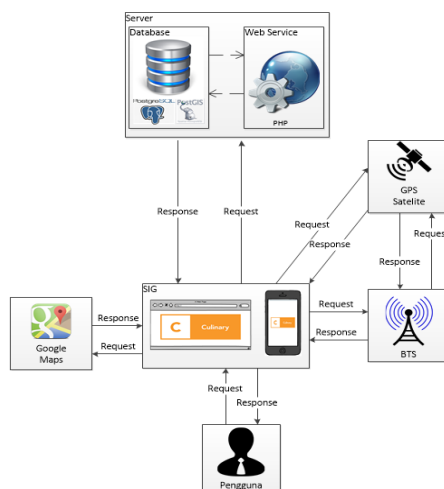 Server
Database
Web Service
PostgreSQL
PostGIS
PHP
GPS
Satelite
Response
Request
Request
Response
Response
Request
SIG
C
Culinary
C
Request
Response
BTS
Response
Request
Google
Maps
Request
Response
Pengguna